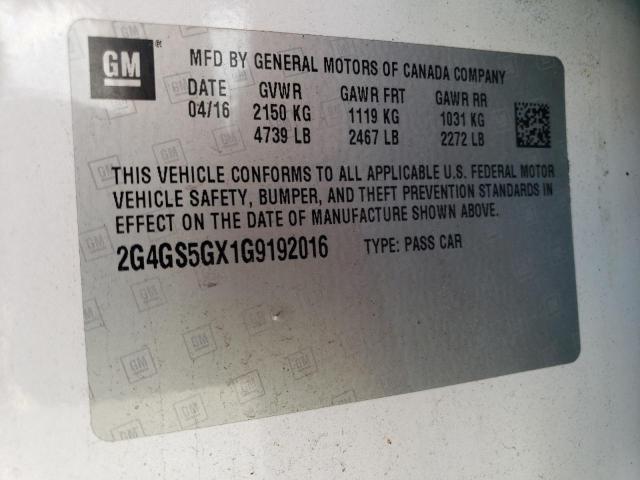 GM ® MFD BY GENERAL MOTORS OF CANADA COMPANY
DATE GVWR GAWR FRT GAWR RR
04/16 2150 KG 1119 KG 1031 KG
4739 LB 2467 LB 2272 LB
THIS VEHICLE CONFORMS TO ALL APPLICABLE U.S. FEDERAL MOTOR
VEHICLE SAFETY, BUMPER, AND THEFT PREVENTION STANDARDS IN
EFFECT ON THE DATE OF MANUFACTURE SHOWN ABOVE.
2G4GS5GX1G9192016 TYPE: PASS CAR